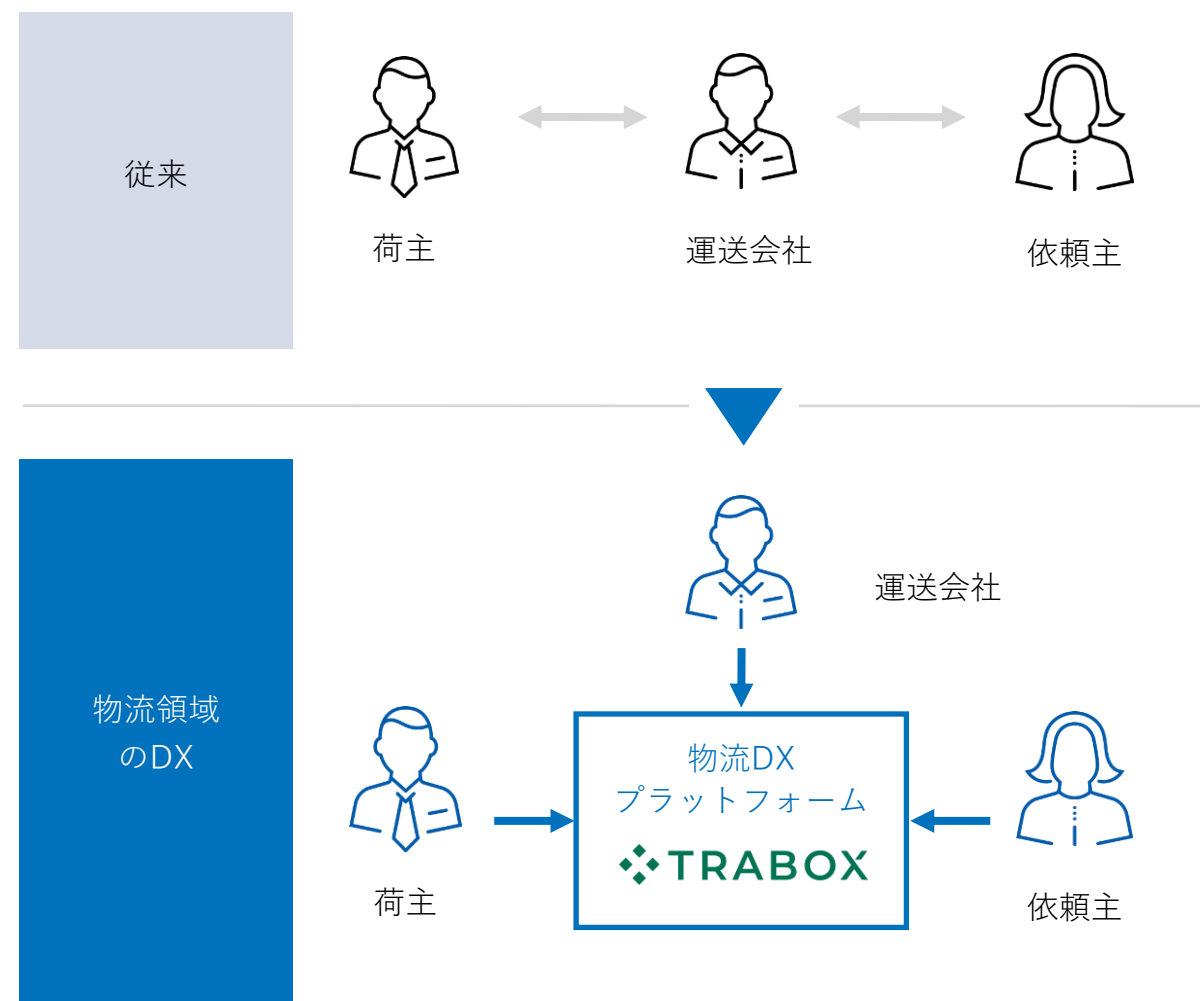 従来
荷主
運送会社
依頼主
運送会社
物流領域
のDX
物流DX
プラットフォーム
TRABOX
荷主
依頼主